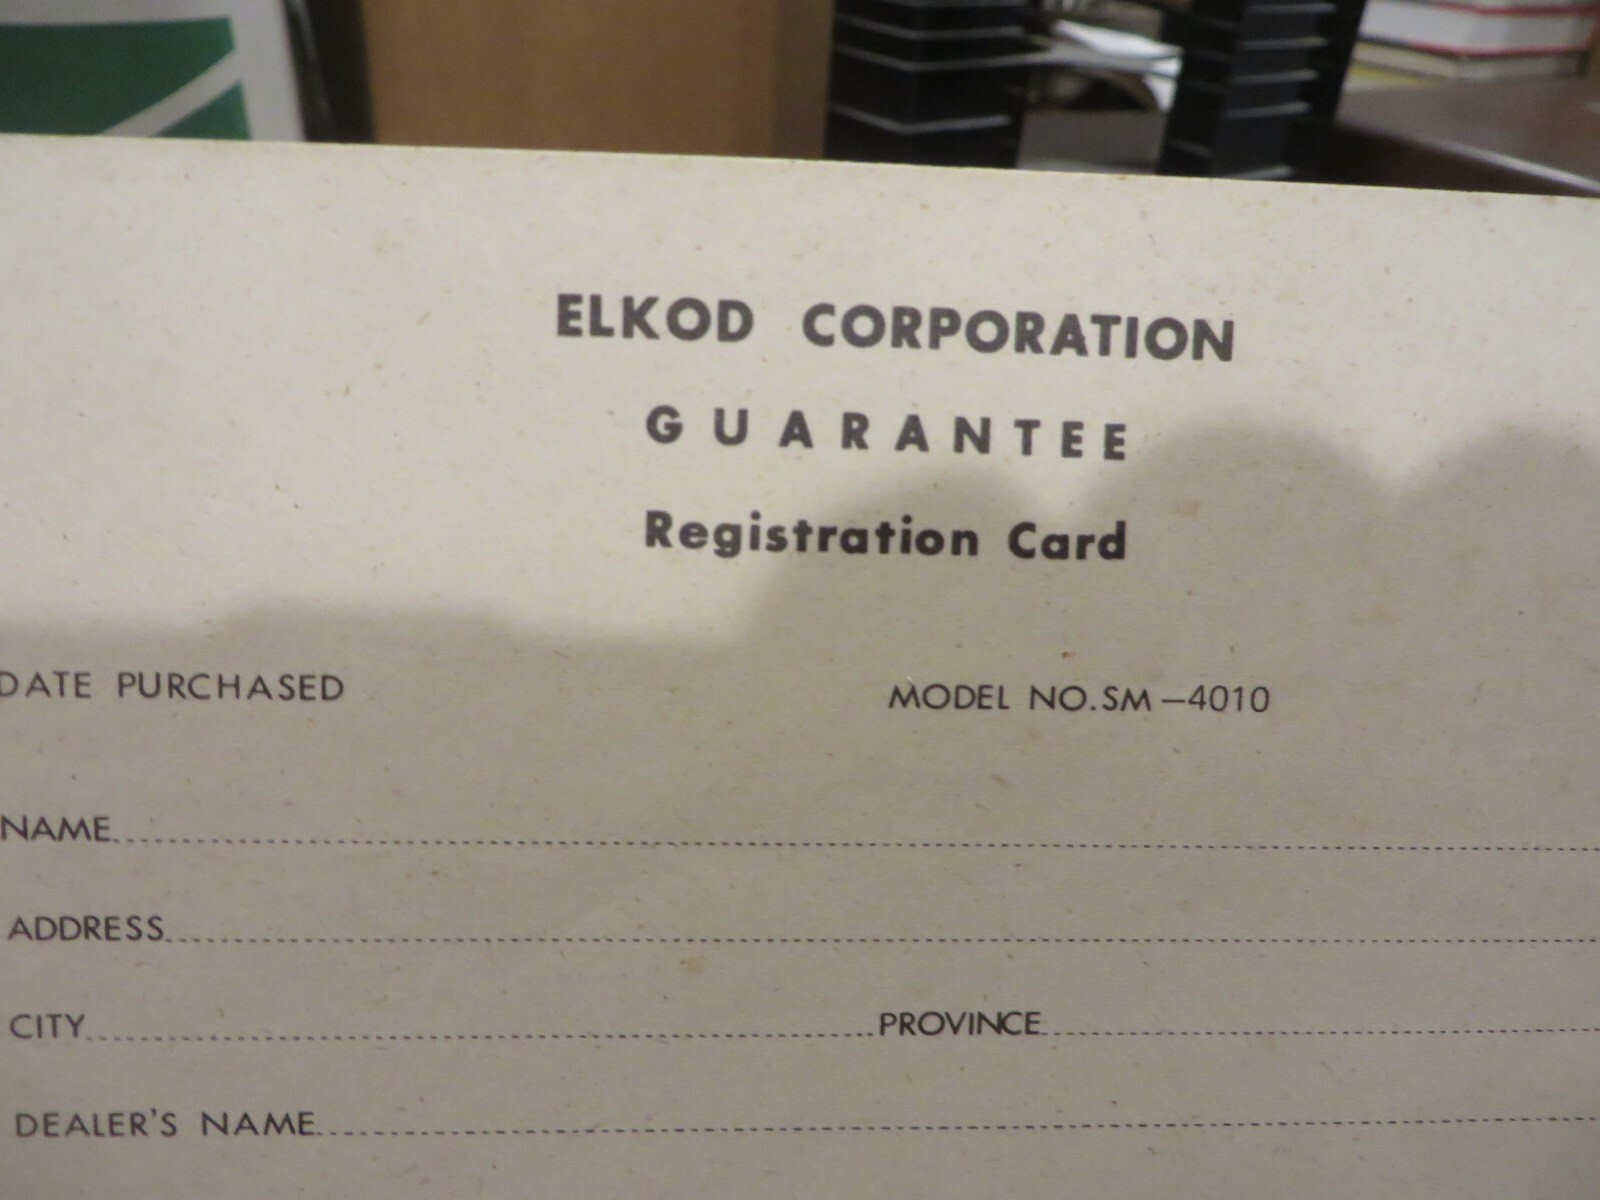 ELKOD CORPORATION
GUARANTEE
Registration Card
DATE PURCHASED MODEL NO. SM-4010
NAME
ADDRESS
CITY PROVINCE
DEALER'S NAME